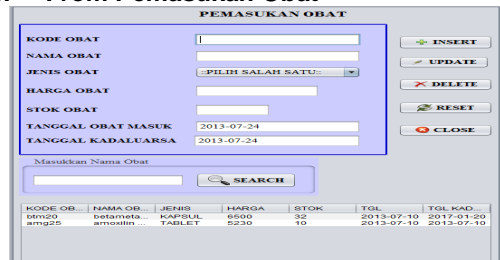 From Pemasukan Obat
PEMASUKAN OBAT
KODE OBAT
NAMA OBAT
JENIS OBAT ::PILIH SALAH SATU::
HARGA OBAT
STOK OBAT
TANGGAL OBAT MASUK 2013-07-24
TANGGAL KADALUARSA 2013-07-24
INSERT
UPDATE
DELETE
RESET
CLOSE
Masukkan Nama Obat
SEARCH
KODE OB... NAMA OB... JENIS HARGA STOK TGL TGL KAD...
btm20 betameta... KAPSUL 6500 32 2013-07-10 2017-01-20
amg25 amoxilin ... TABLET 5230 10 2013-07-10 2013-07-10